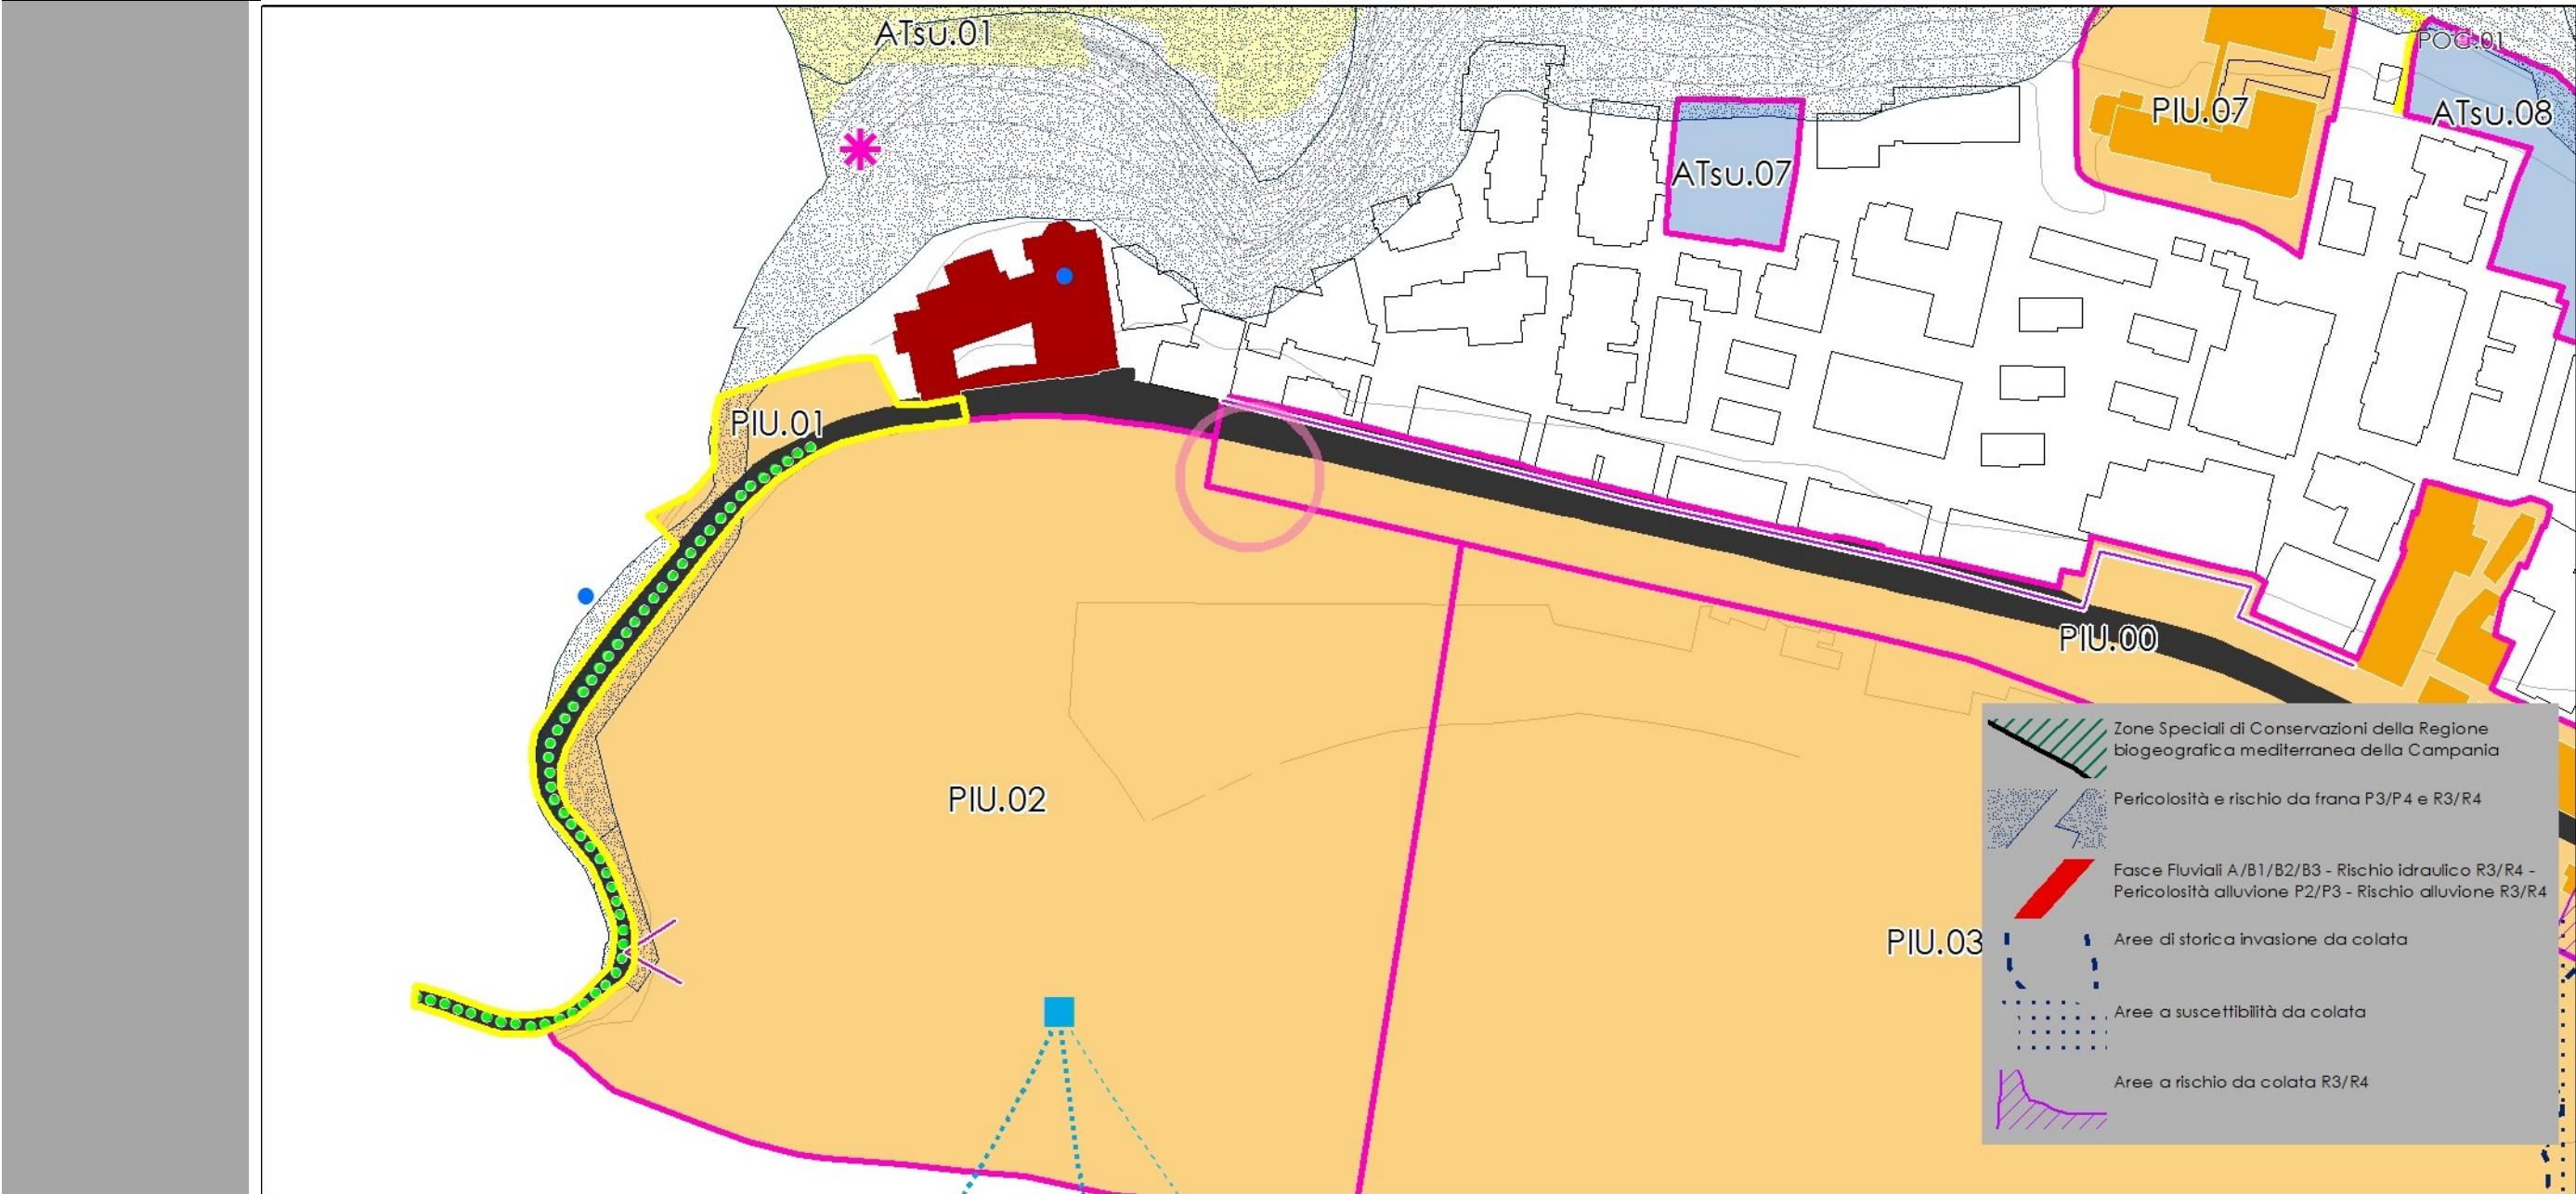 ATsu.01
POC.01
PIU.07
ATsu.08
ATsu.07
PIU.01
PIU.00
PIU.02
PIU.03
Zone Speciali di Conservazioni della Regione
biogeografica mediterranea della Campania
Pericolosità e rischio da frana P3/P4 e R3/R4
Fasce Fluviali A/B1/B2/B3 - Rischio idraulico R3/R4 -
Pericolosità alluvione P2/P3 - Rischio alluvione R3/R4
Aree di storica invasione da colata
Aree a suscettibilità da colata
Aree a rischio da colata R3/R4